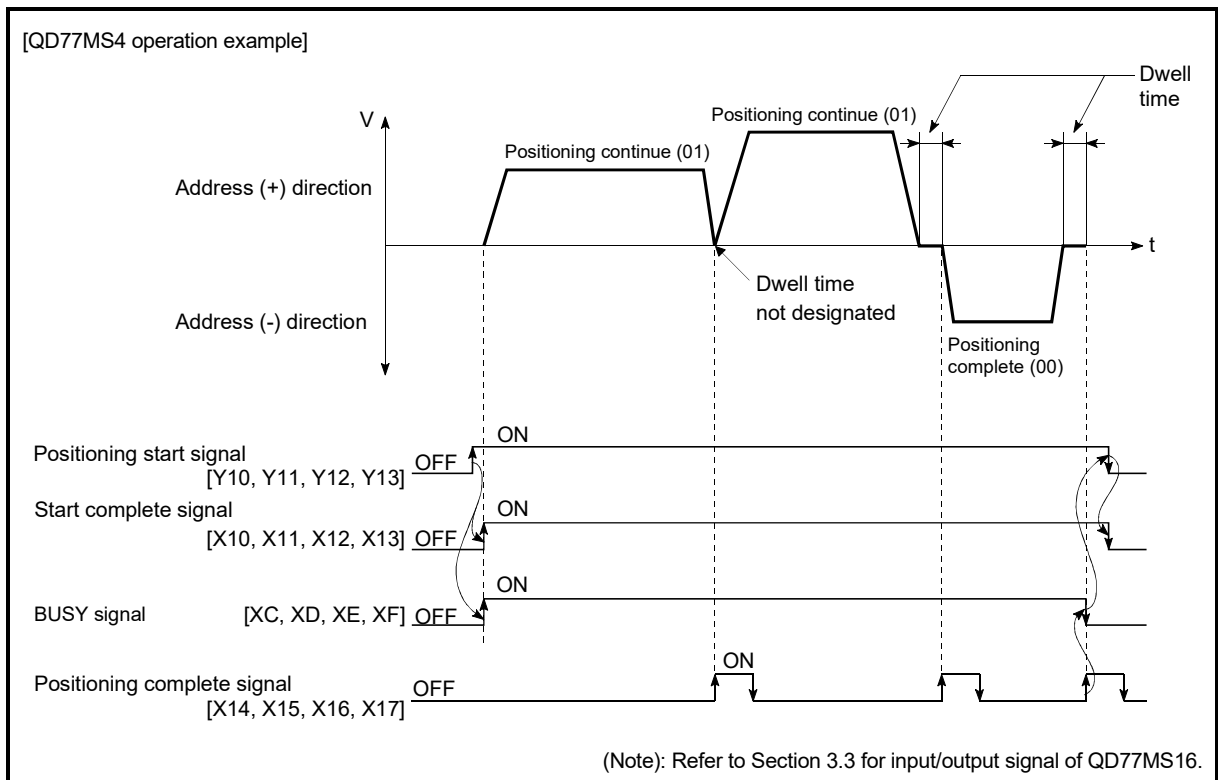 [QD77MS4 operation example]
Dwell
time
V
Positioning continue (01)
Positioning continue (01)
Address (+) direction
t
Dwell time
not designated
Address (-) direction
Positioning
complete (00)
ON
Positioning start signal
OFF
[Y10, Y11, Y12, Y13]
Start complete signal
ON
[X10, X11, X12, X13] OFF
ON
BUSY signal [XC, XD, XE, XF] OFF
ON
Positioning complete signal
OFF
[X14, X15, X16, X17]
(Note): Refer to Section 3.3 for input/output signal of QD77MS16.